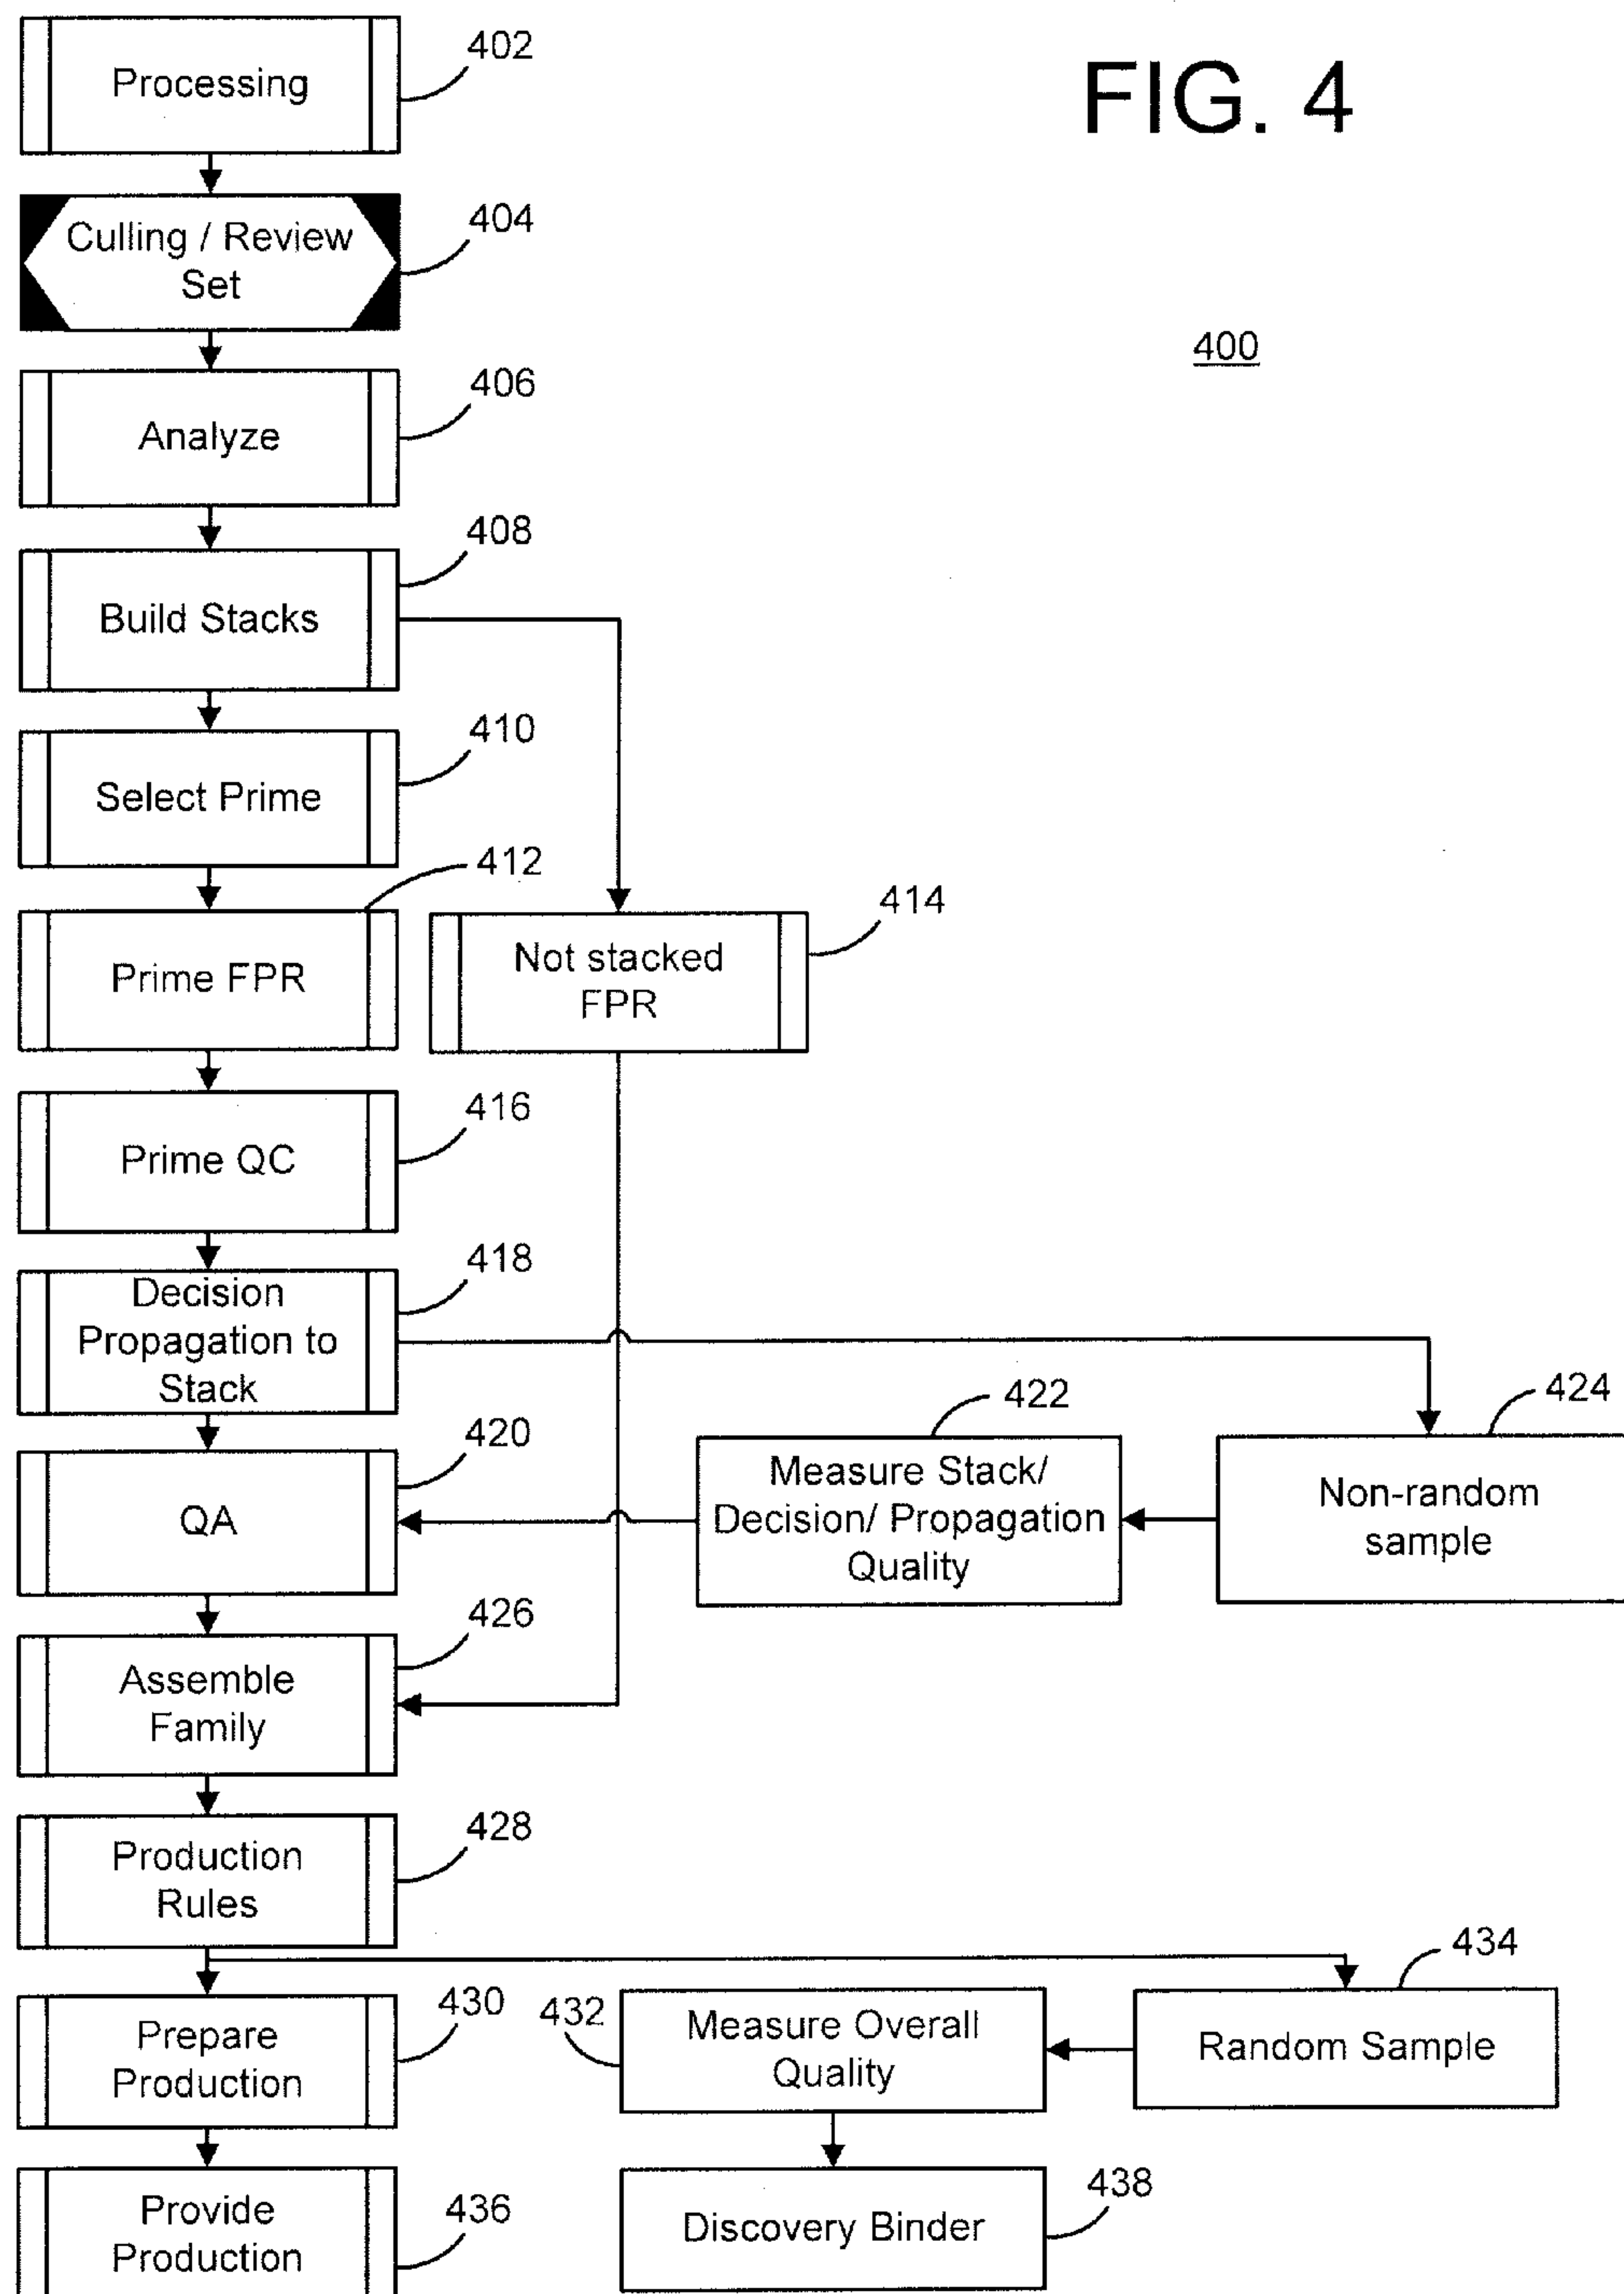 FIG. 4
400
Processing
402
Culling / Review
Set
404
Analyze
406
Build Stacks
408
Select Prime
410
Prime FPR
412
Not stacked
FPR
414
Prime QC
416
Decision
Propagation to
Stack
418
QA
420
Measure Stack/
Decision/ Propagation
Quality
422
Non-random
sample
424
Assemble
Family
426
Production
Rules
428
Prepare
Production
430
Measure Overall
Quality
432
Random Sample
434
Provide
Production
436
Discovery Binder
438